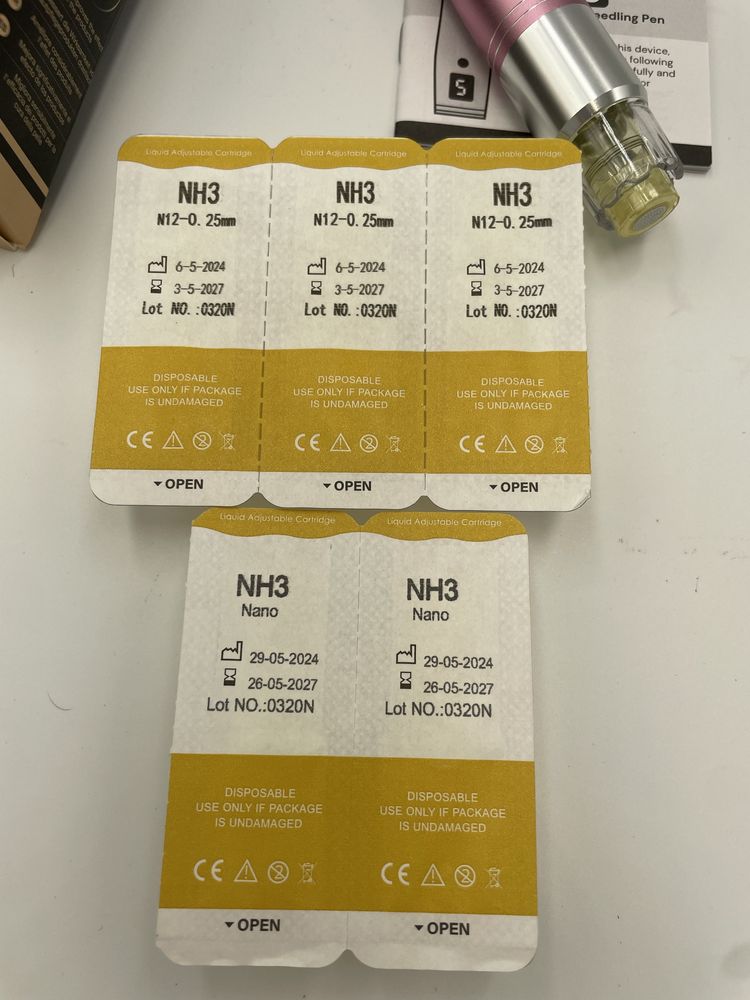 eedling Pen
his device,
following
fully and
or
5
Liquid Adjustable Cartridge
NH3
N12-0.25mm
6-5-2024
3-5-2027
Lot NO.:0320N
DISPOSABLE
USE ONLY IF PACKAGE
IS UNDAMAGED
CE
OPEN
Liquid Adjustable Cartridge
NH3
N12-0.25mm
6-5-2024
3-5-2027
Lot NO.:0320N
DISPOSABLE
USE ONLY IF PACKAGE
IS UNDAMAGED
CE
OPEN
Liquid Adjustable Cartridge
NH3
N12-0.25mm
6-5-2024
3-5-2027
Lot NO.:0320N
DISPOSABLE
USE ONLY IF PACKAGE
IS UNDAMAGED
CE
OPEN
Liquid Adjustable Cartridge
NH3
Nano
29-05-2024
26-05-2027
Lot NO.:0320N
DISPOSABLE
USE ONLY IF PACKAGE
IS UNDAMAGED
CE
2
OPEN
Liquid Adjustable Cartridge
NH3
Nano
29-05-2024
26-05-2027
Lot NO.:0320N
DISPOSABLE
USE ONLY IF PACKAGE
IS UNDAMAGED
CE
2
OPEN